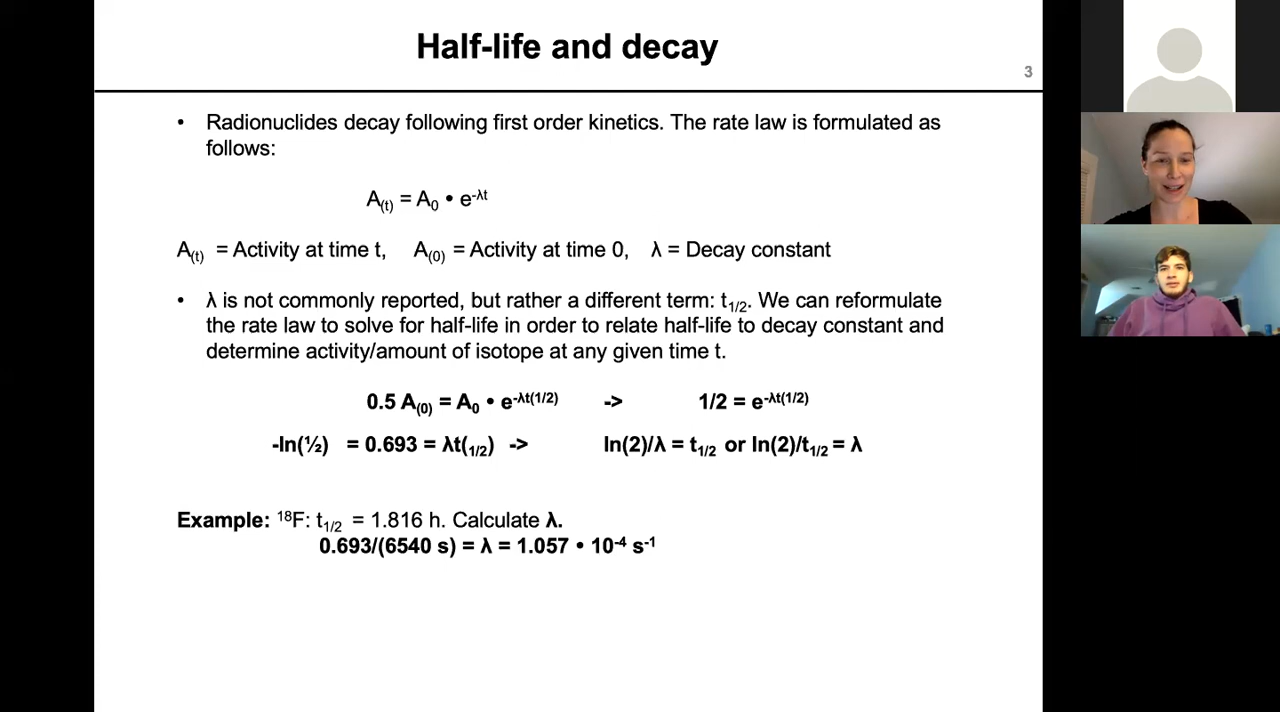 Half-life and decay
3
• Radionuclides decay following first order kinetics. The rate law is formulated as
follows:
A₍ₜ₎ = A₀ • e^-λt
A₍ₜ₎ = Activity at time t, A₍₀₎ = Activity at time 0, λ = Decay constant
• λ is not commonly reported, but rather a different term: t₁/₂. We can reformulate
the rate law to solve for half-life in order to relate half-life to decay constant and
determine activity/amount of isotope at any given time t.
0.5 A₍₀₎ = A₀ • e^-λt(1/2) -> 1/2 = e^-λt(1/2)
-ln(½) = 0.693 = λt(₁/₂) -> ln(2)/λ = t₁/₂ or ln(2)/t₁/₂ = λ
Example: ¹⁸F: t₁/₂ = 1.816 h. Calculate λ.
0.693/(6540 s) = λ = 1.057 • 10⁻⁴ s⁻¹